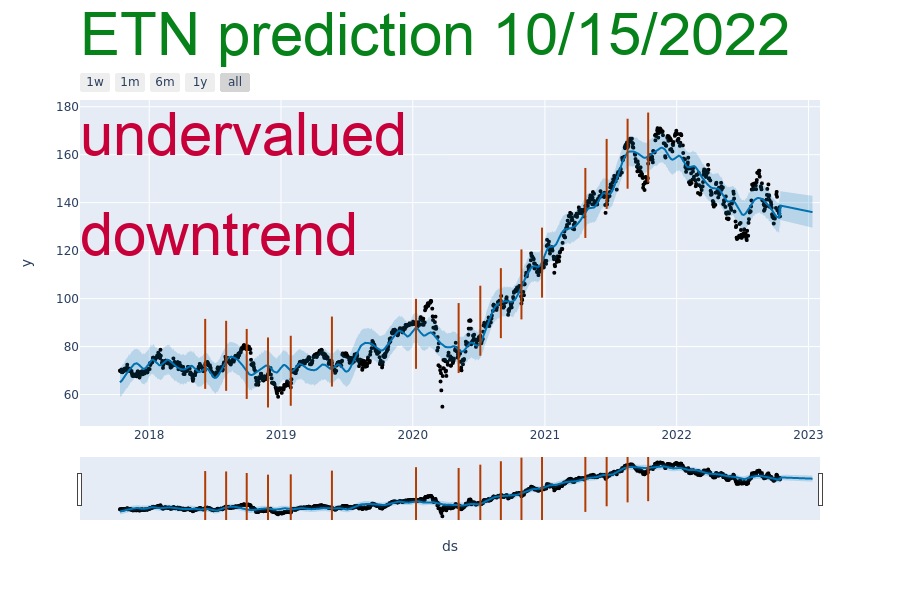 ETN prediction 10/15/2022
1w 1m 6m 1y all
180
undervalued
160
140
downtrend
120
y
100
80
60
2018 2019 2020 2021 2022 2023
ds